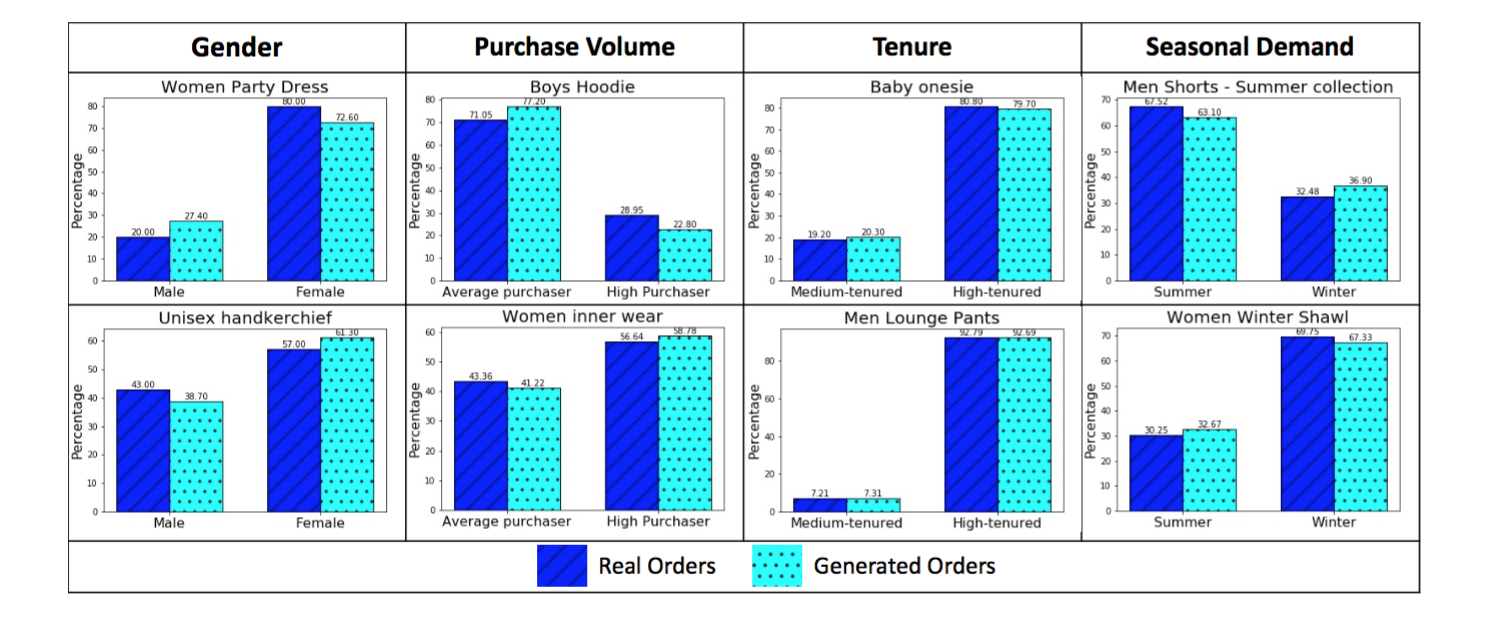 Gender
Purchase Volume
Tenure
Seasonal Demand
Women Party Dress
Percentage
80
70
60
50
40
30
20
10
0
20.00
27.40
80.00
72.60
Male
Female
Boys Hoodie
Percentage
80
70
60
50
40
30
20
10
0
71.05
77.20
28.95
22.80
Average purchaser
High Purchaser
Baby onesie
Percentage
80
70
60
50
40
30
20
10
0
19.20
20.30
80.80
79.70
Medium-tenured
High-tenured
Men Shorts - Summer collection
Percentage
70
60
50
40
30
20
10
0
67.52
63.10
32.48
36.90
Summer
Winter
Unisex handkerchief
Percentage
60
50
40
30
20
10
0
43.00
38.70
57.00
61.30
Male
Female
Women inner wear
Percentage
60
50
40
30
20
10
0
43.36
41.22
56.64
58.78
Average purchaser
High Purchaser
Men Lounge Pants
Percentage
80
60
40
20
0
7.21
7.31
92.79
92.69
Medium-tenured
High-tenured
Women Winter Shawl
Percentage
70
60
50
40
30
20
10
0
30.25
32.67
69.75
67.33
Summer
Winter
Real Orders
Generated Orders